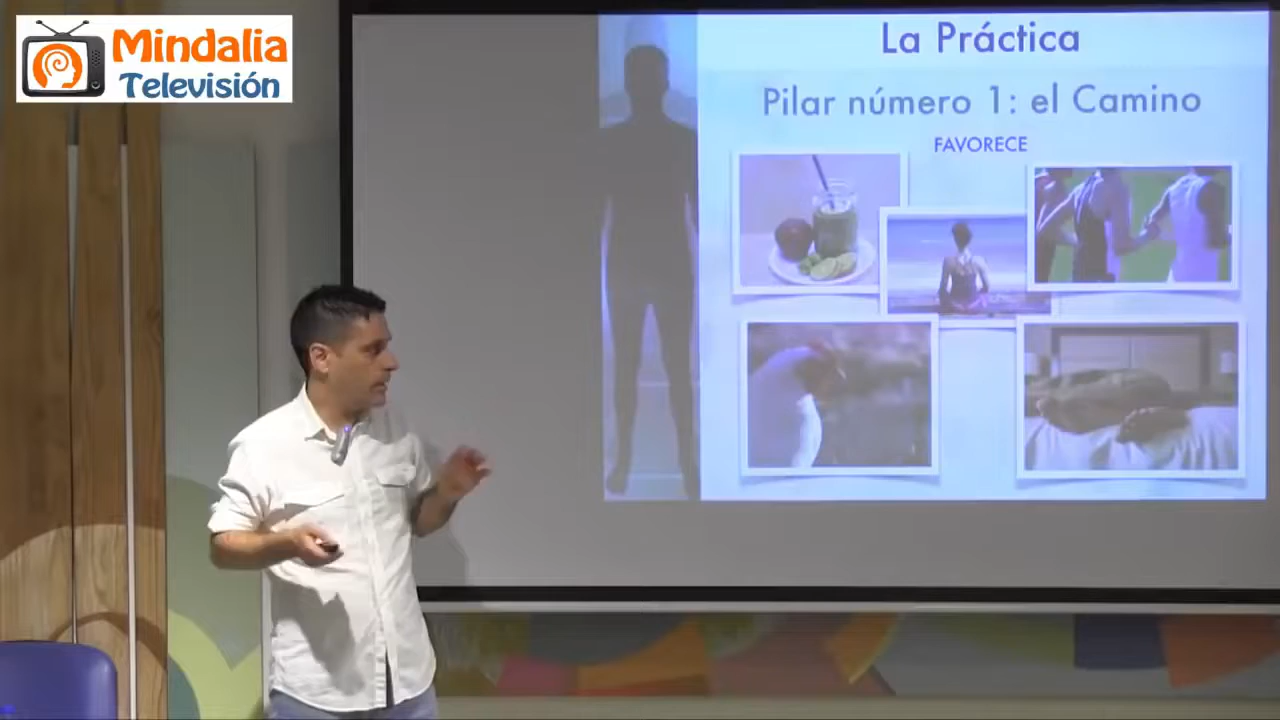 Mindalia
Televisión
La Práctica
Pilar número 1: el Camino
FAVORECE